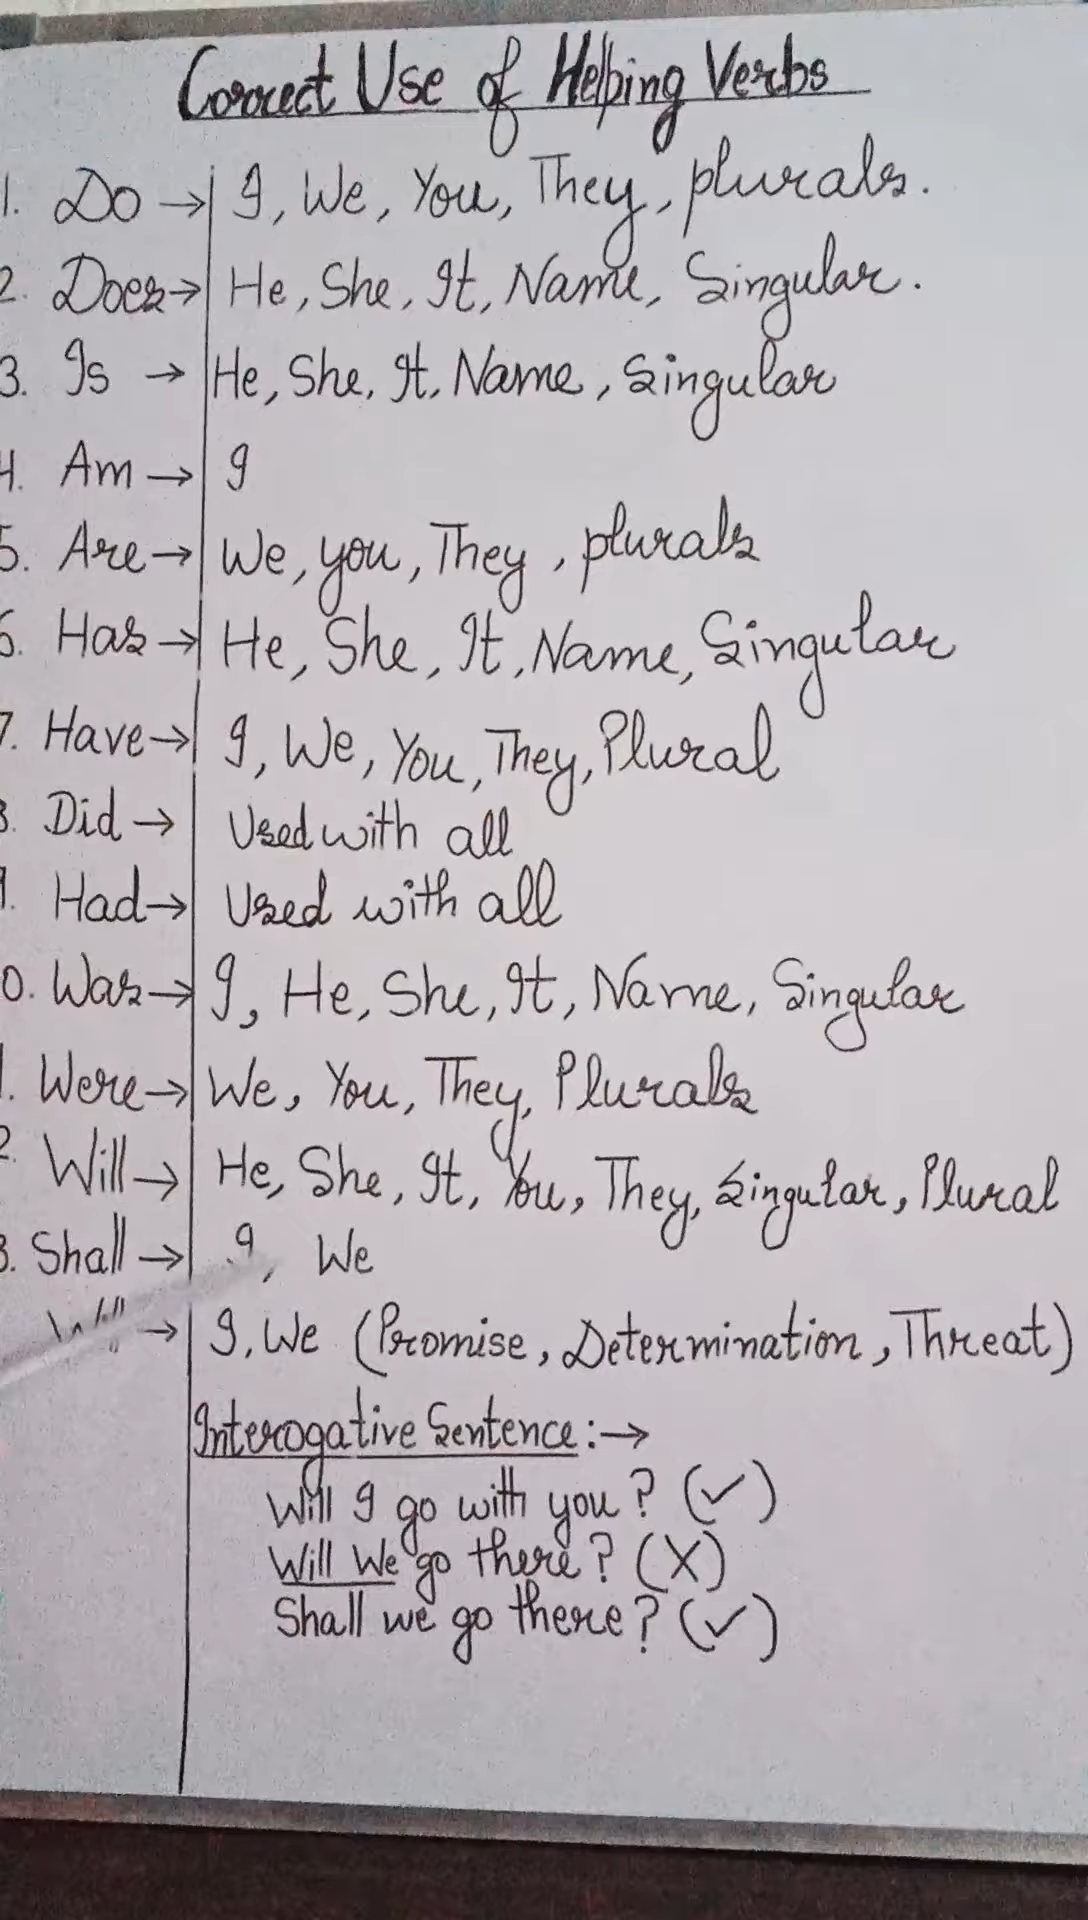 Correct Use of Helping Verbs
1. Do → I, We, You, They, plurals.
2. Does → He, She, It, Name, Singular.
3. Is → He, She, It, Name, Singular
4. Am → I
5. Are → We, you, They, plurals
6. Has → He, She, It, Name, Singular
7. Have → I, We, You, They, Plural
8. Did → Used with all
9. Had → Used with all
0. Was → I, He, She, It, Name, Singular
1. Were → We, You, They, Plurals
2. Will → He, She, It, You, They, Singular, Plural
3. Shall → I, We
Will → I, We (Promise, Determination, Threat)
Interogative Sentence :→
Will I go with you? (✓)
Will We go there? (X)
Shall we go there? (✓)